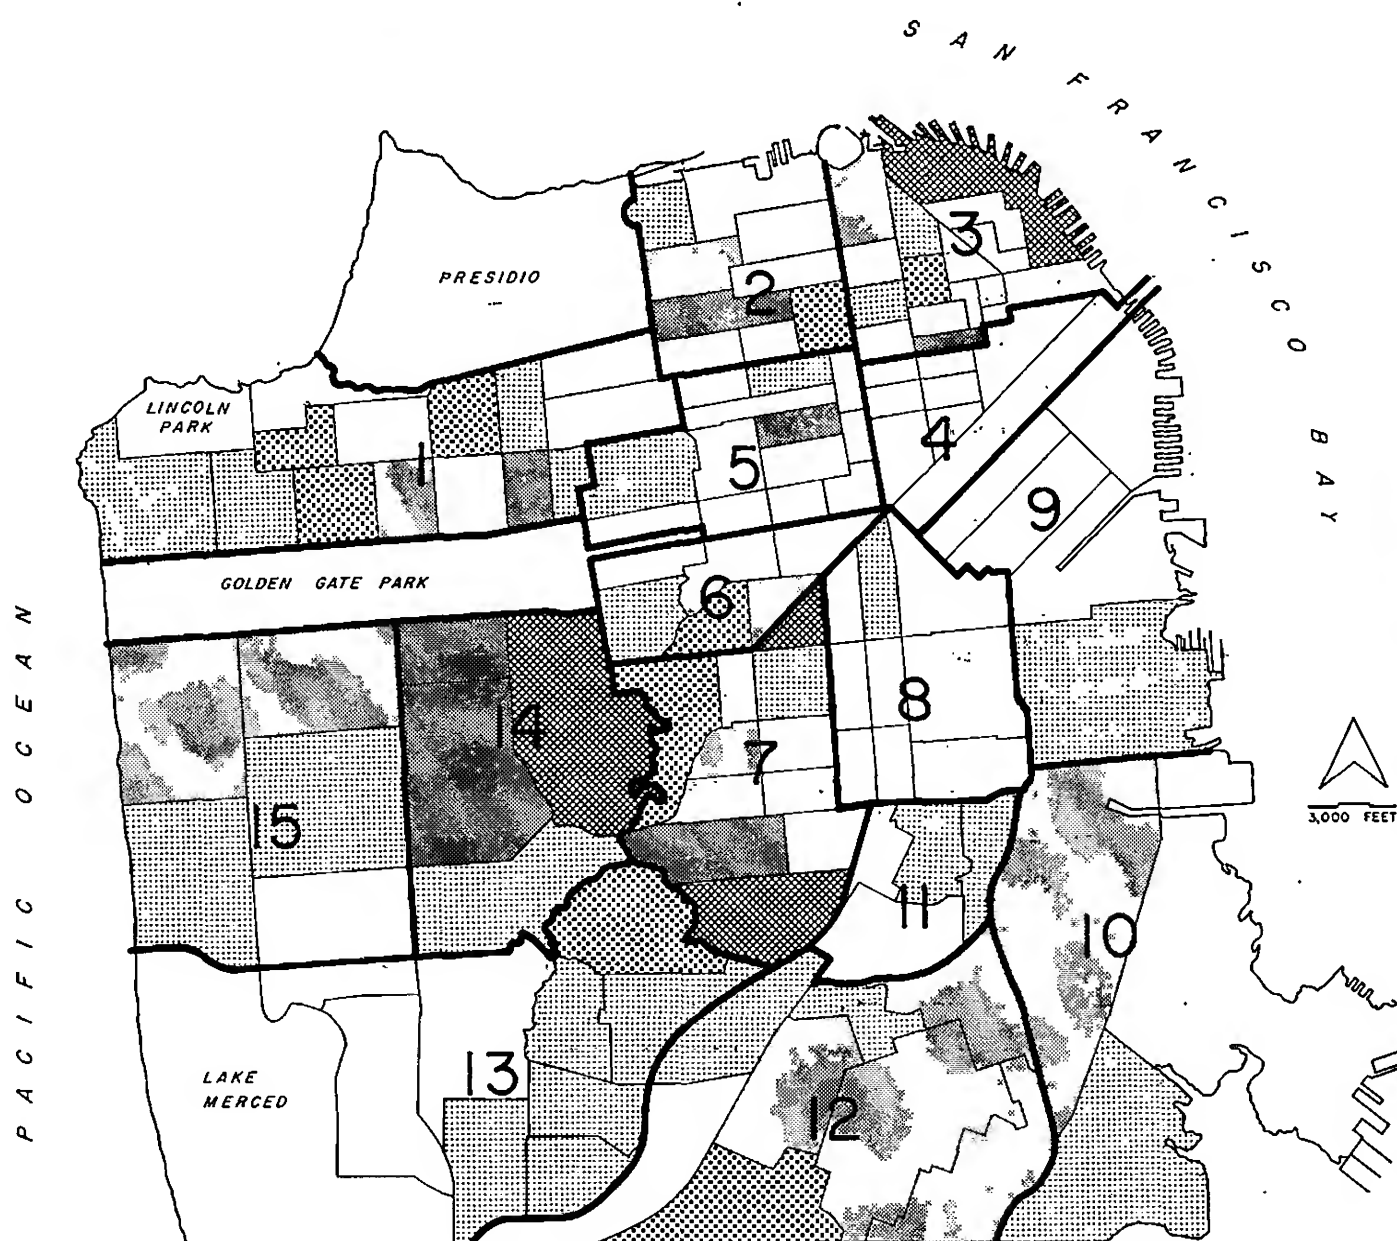 SAN FRANCISCO BAY
PRESIDIO
LINCOLN
PARK
GOLDEN GATE PARK
PACIFIC OCEAN
LAKE
MERCED
3,000 FEET
1
2
3
4
5
6
7
8
9
10
11
12
13
14
15